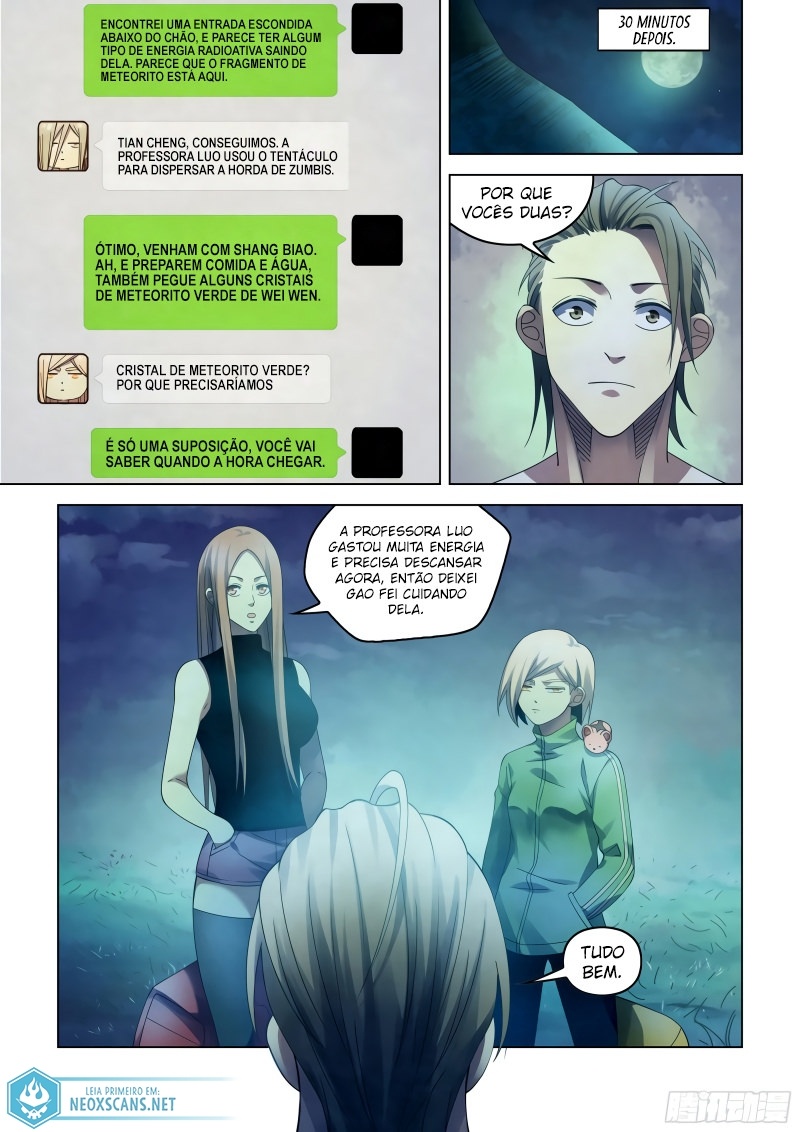 ENCONTREI UMA ENTRADA ESCONDIDA
ABAIXO DO CHÃO, E PARECE TER ALGUM
TIPO DE ENERGIA RADIOATIVA SAINDO
DELA. PARECE QUE O FRAGMENTO DE
METEORITO ESTÁ AQUI.
TIAN CHENG, CONSEGUIMOS. A
PROFESSORA LUO USOU O TENTÁCULO
PARA DISPERSAR A HORDA DE ZUMBIS.
ÓTIMO, VENHAM COM SHANG BIAO.
AH, E PREPAREM COMIDA E ÁGUA,
TAMBÉM PEGUE ALGUNS CRISTAIS
DE METEORITO VERDE DE WEI WEN.
CRISTAL DE METEORITO VERDE?
POR QUE PRECISARÍAMOS
É SÓ UMA SUPOSIÇÃO, VOCÊ VAI
SABER QUANDO A HORA CHEGAR.
30 MINUTOS
DEPOIS.
POR QUE
VOCÊS DUAS?
A PROFESSORA LUO
GASTOU MUITA ENERGIA
E PRECISA DESCANSAR
AGORA, ENTÃO DEIXEI
GAO FEI CUIDANDO
DELA.
TUDO
BEM.
LEIA PRIMEIRO EM:
NEOXSCANS.NET
腾讯动漫